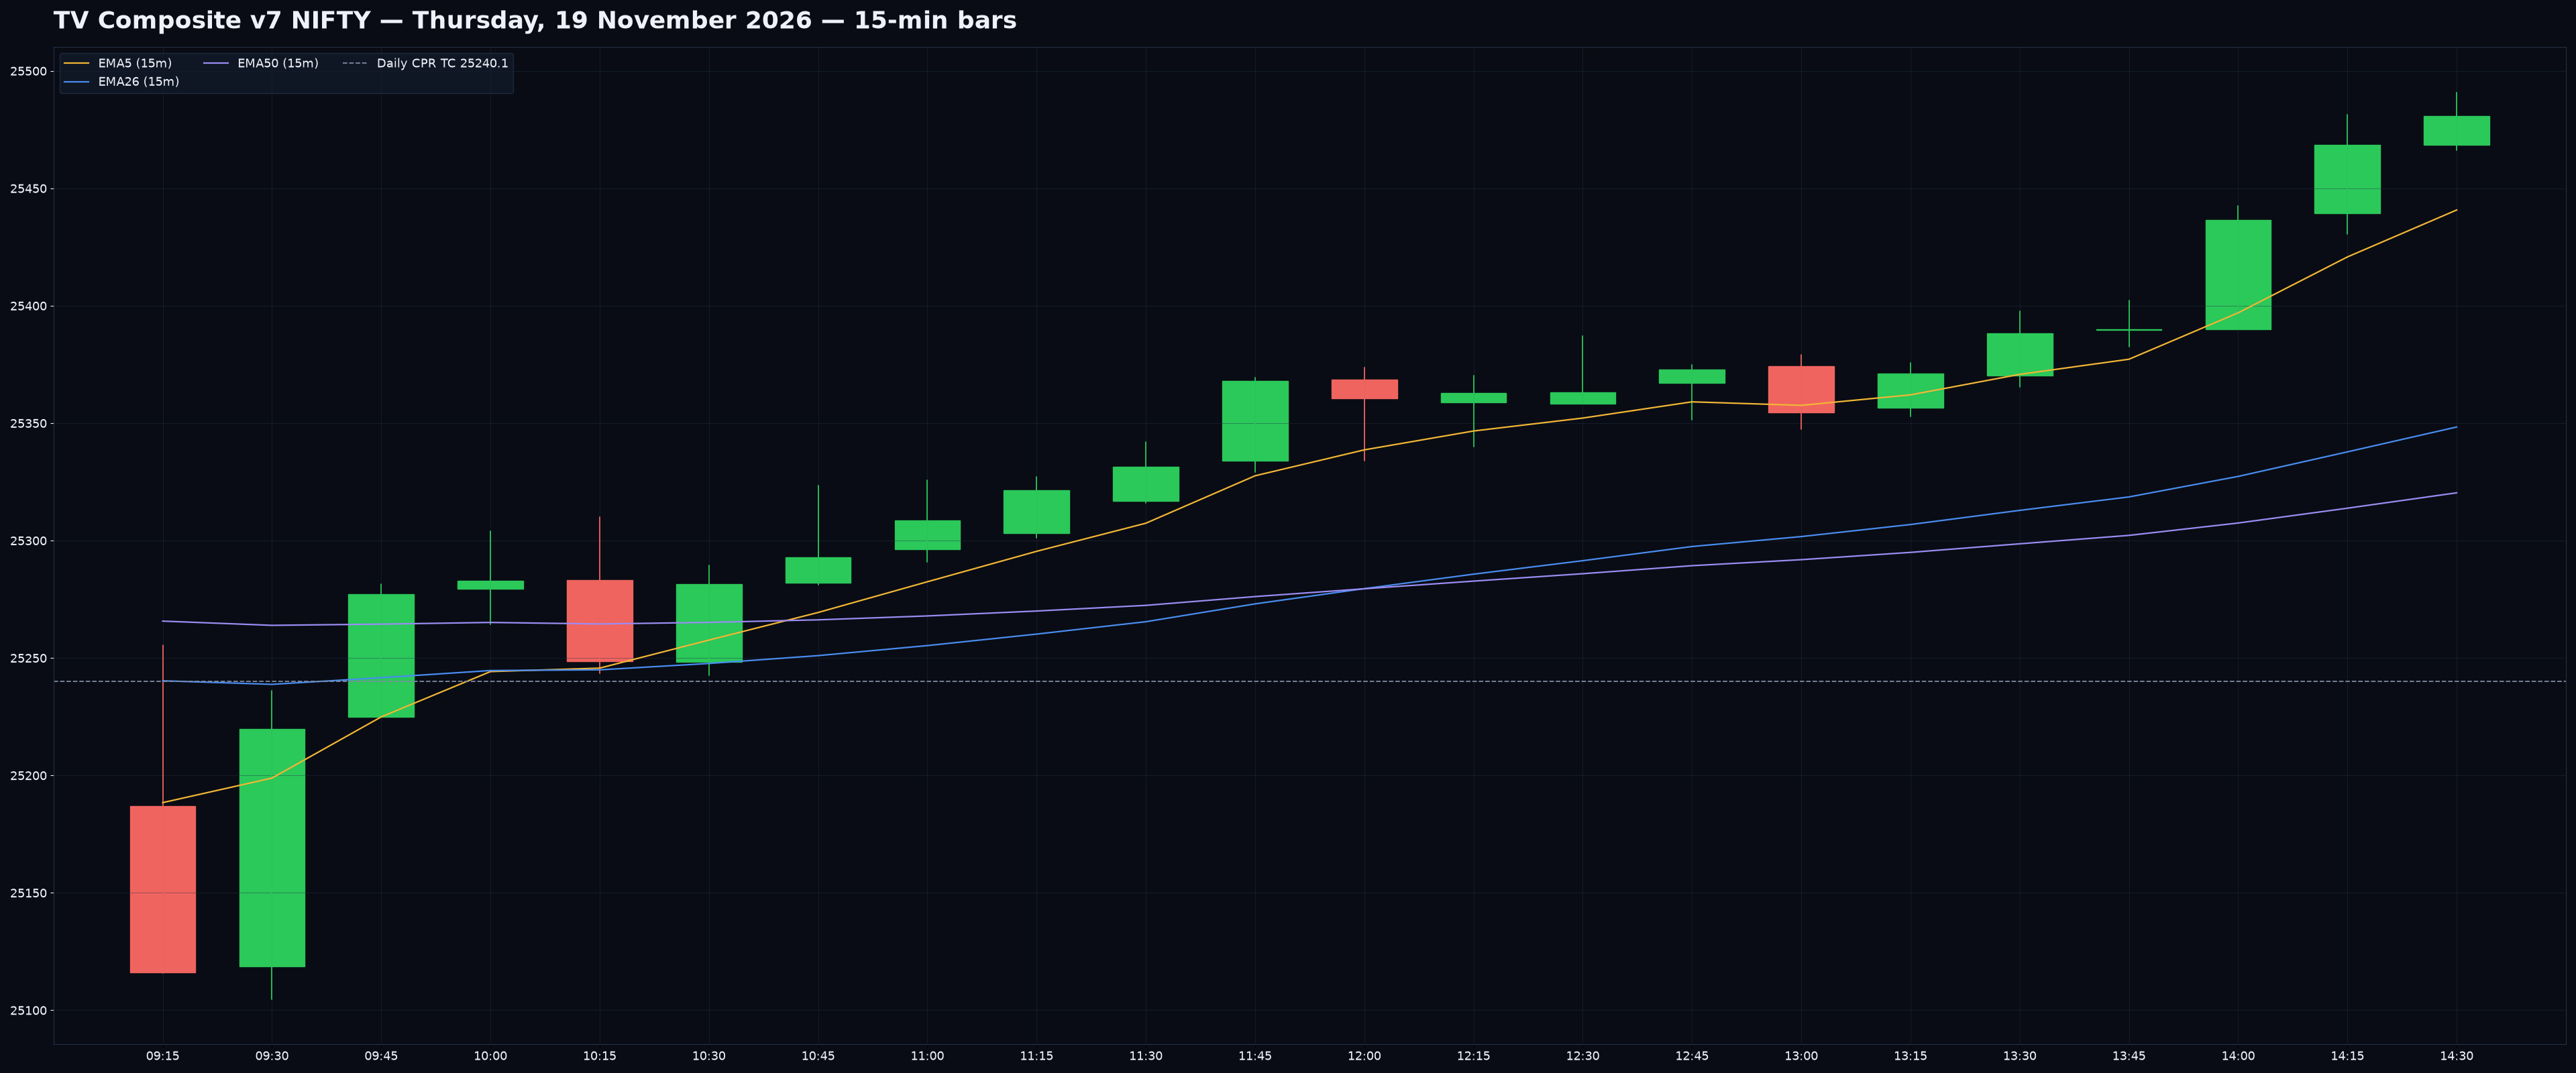 TV Composite v7 NIFTY — Thursday, 19 November 2026 — 15-min bars
EMA5 (15m) EMA50 (15m) Daily CPR TC 25240.1
EMA26 (15m)
25500
25450
25400
25350
25300
25250
25200
25150
25100
09:15 09:30 09:45 10:00 10:15 10:30 10:45 11:00 11:15 11:30 11:45 12:00 12:15 12:30 12:45 13:00 13:15 13:30 13:45 14:00 14:15 14:30